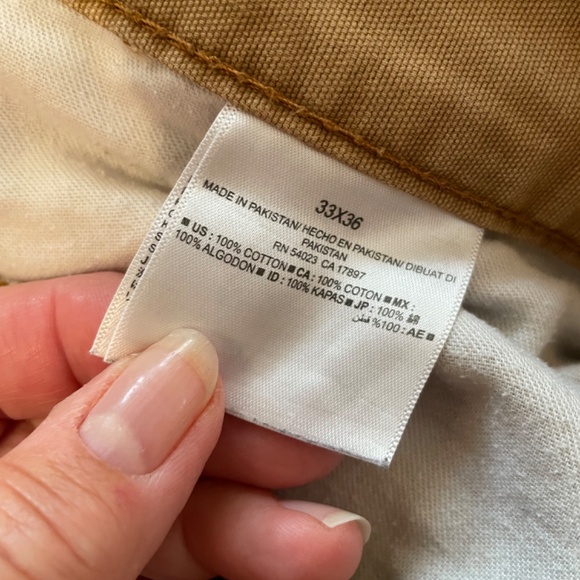 33X36
MADE IN PAKISTAN/ HECHO EN PAKISTAN/ DIBUAT DI
PAKISTAN
RN 54023 CA 17897
■ US : 100% COTTON ■ CA : 100% COTON ■ MX :
100% ALGODON ■ ID : 100% KAPAS ■ JP : 100% 綿
■ AE : 100% قطن